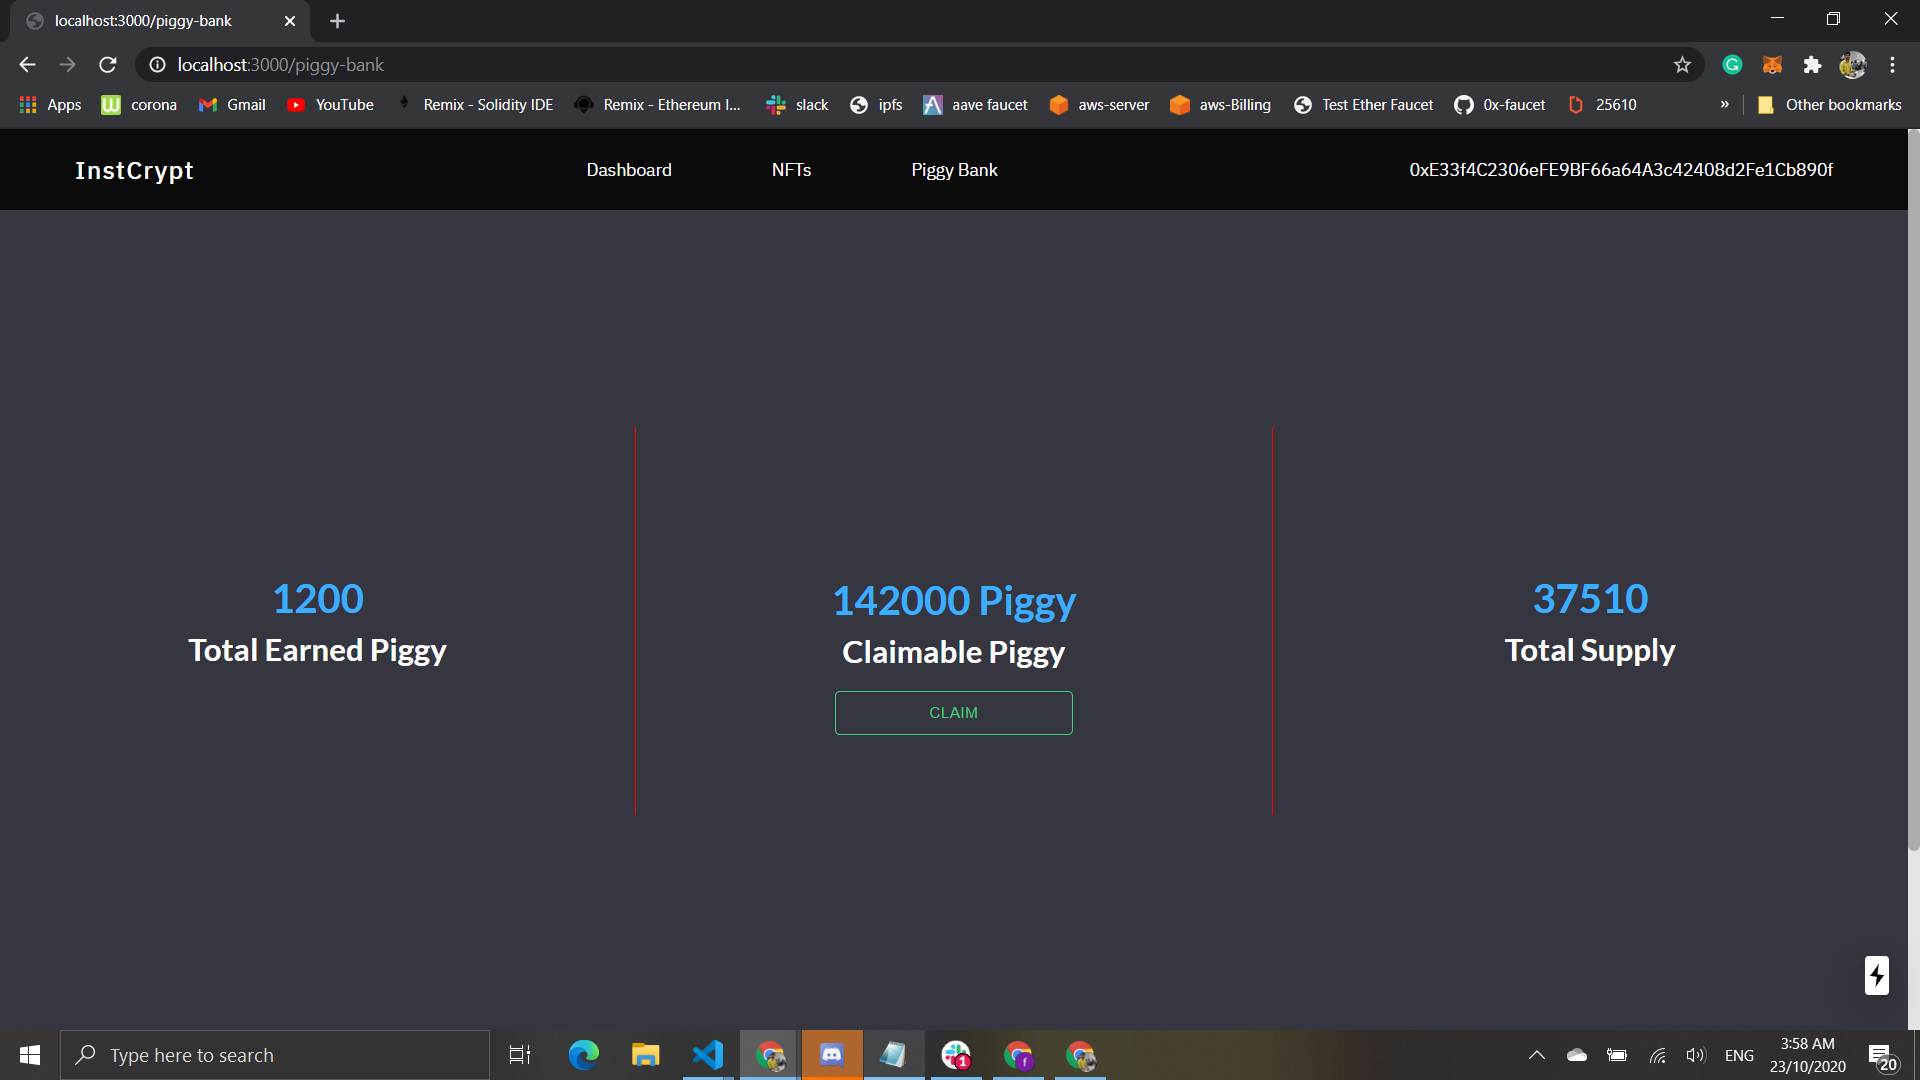 localhost:3000/piggy-bank
localhost:3000/piggy-bank
Apps corona Gmail YouTube Remix - Solidity IDE Remix - Ethereum I... slack ipfs aave faucet aws-server aws-Billing Test Ether Faucet 0x-faucet 25610 » Other bookmarks
InstCrypt Dashboard NFTs Piggy Bank 0xE33f4C2306eFE9BF66a64A3c42408d2Fe1Cb890f
1200
Total Earned Piggy
142000 Piggy
Claimable Piggy
CLAIM
37510
Total Supply
Type here to search
1
f
ENG
3:58 AM
23/10/2020
20